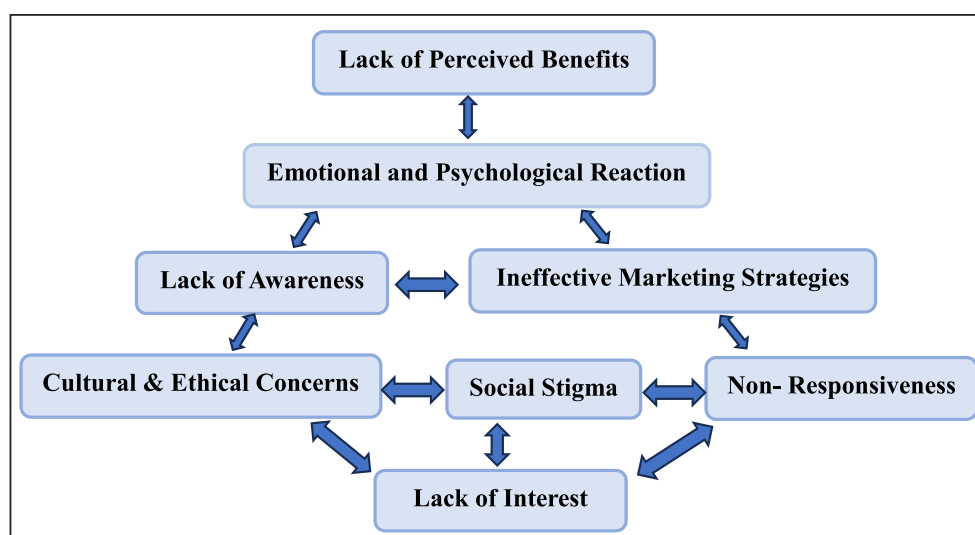 Lack of Perceived Benefits
Emotional and Psychological Reaction
Lack of Awareness
Ineffective Marketing Strategies
Cultural & Ethical Concerns
Social Stigma
Non- Responsiveness
Lack of Interest